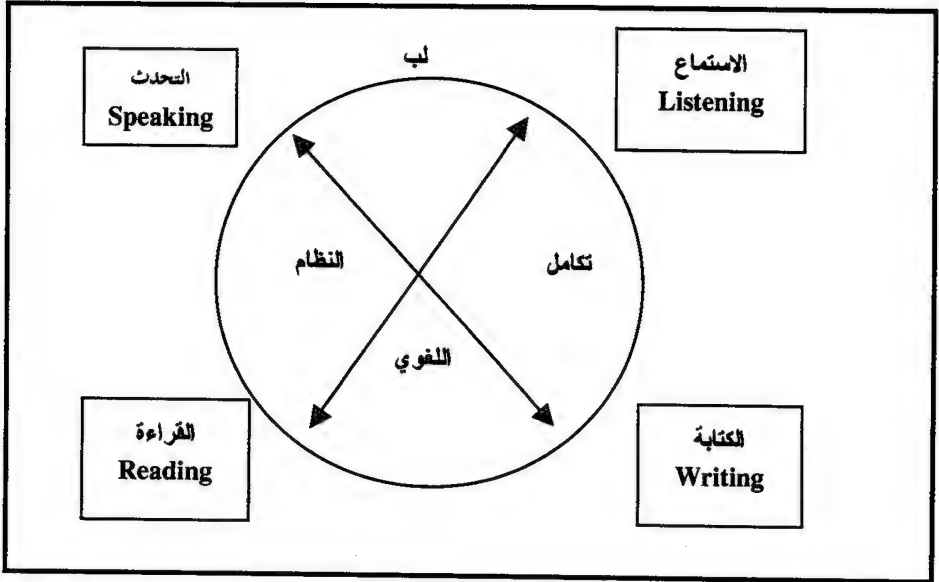 لب
الاستماع
Listening
التحدث
Speaking
تكامل
النظام
اللغوي
الكتابة
Writing
القراءة
Reading